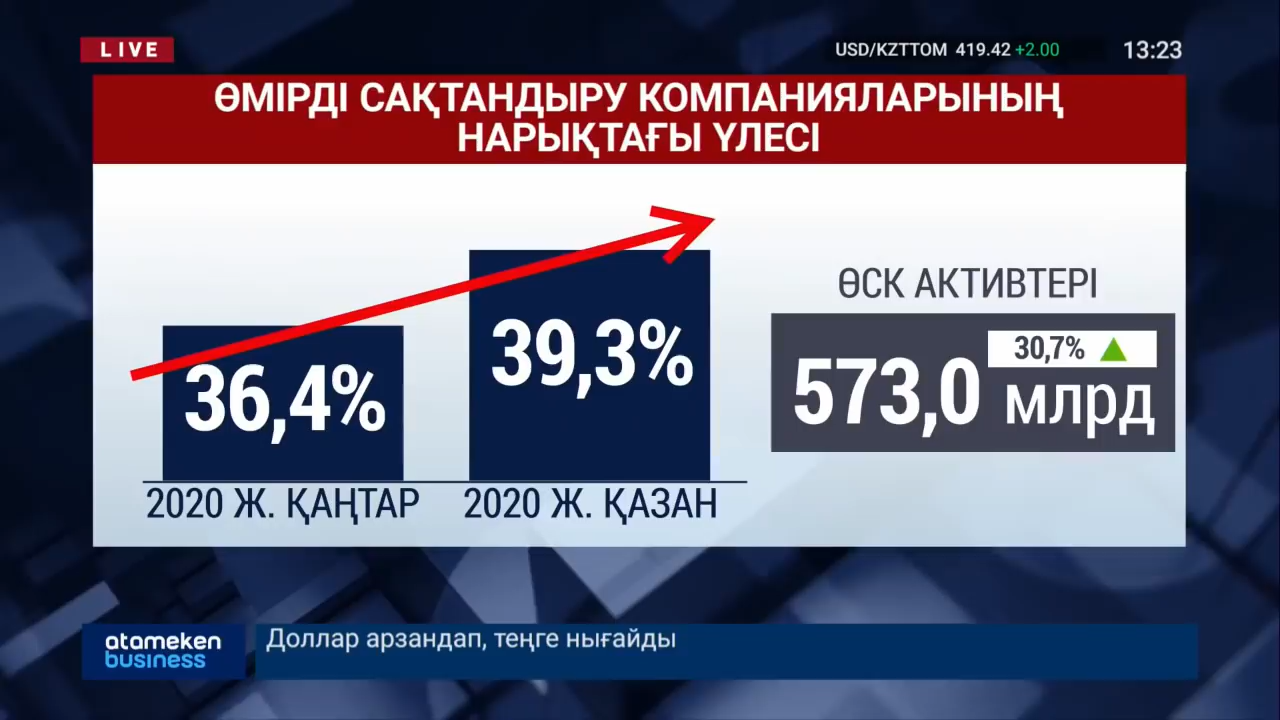 LIVE
USD/KZTTOM 419.42 +2.00
13:23
ӨМІРДІ САҚТАНДЫРУ КОМПАНИЯЛАРЫНЫҢ
НАРЫҚТАҒЫ ҮЛЕСІ
36,4%
39,3%
2020 Ж. ҚАҢТАР
2020 Ж. ҚАЗАН
ӨСК АКТИВТЕРІ
30,7%
573,0 млрд
atameken
business
Доллар арзандап, теңге нығайды